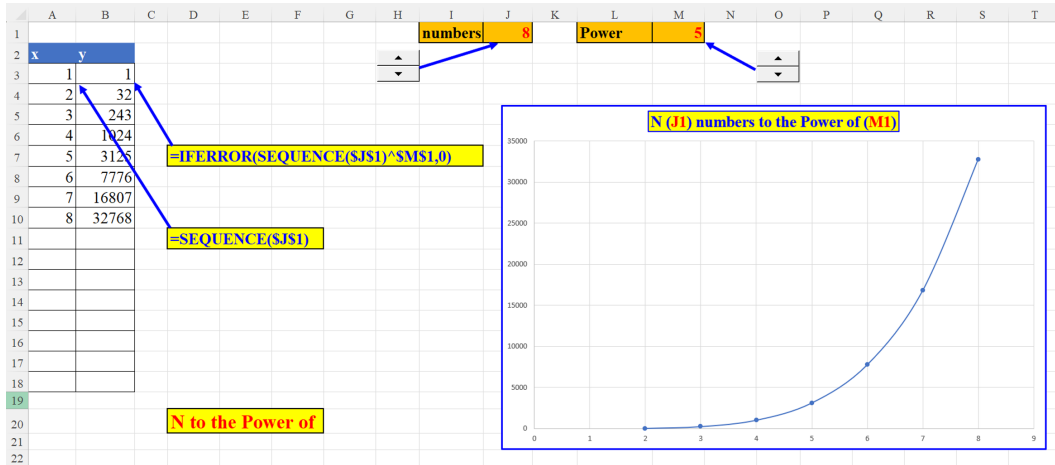 A B C D E F G H I J K L M N O P Q R S T
1 numbers 8 Power 5
2 x y
3 1 1
4 2 32
5 3 243
N (J1) numbers to the Power of (M1)
6 4 1024
7 5 3125 =IFERROR(SEQUENCE($J$1)^$M$1,0)
8 6 7776
9 7 16807
10 8 32768
11 =SEQUENCE($J$1)
12
13
14
15
16
17
18
19
20 N to the Power of
21
22
35000
30000
25000
20000
15000
10000
5000
0
0 1 2 3 4 5 6 7 8 9